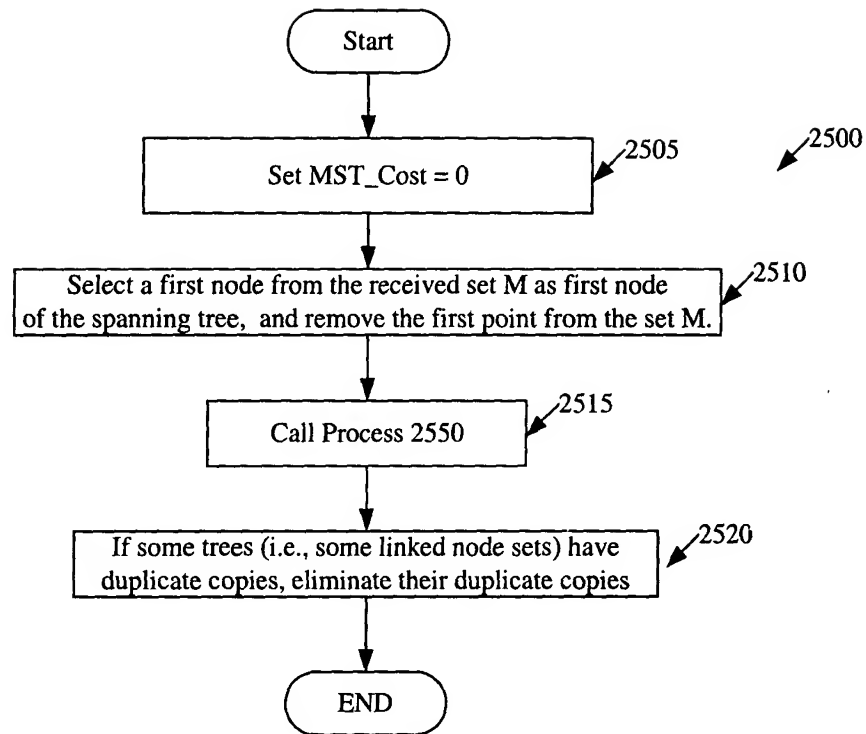 Start
2500
2505
Set MST_Cost = 0
2510
Select a first node from the received set M as first node
of the spanning tree, and remove the first point from the set M.
2515
Call Process 2550
2520
If some trees (i.e., some linked node sets) have
duplicate copies, eliminate their duplicate copies
END